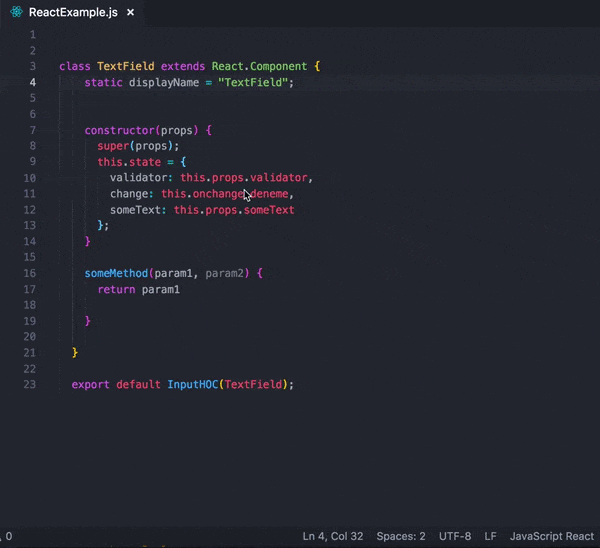 ReactExample.js ×
1
2
3 class TextField extends React.Component {
4 static displayName = "TextField";
5
6
7 constructor(props) {
8 super(props);
9 this.state = {
10 validator: this.props.validator,
11 change: this.onchange.deneme,
12 someText: this.props.someText
13 };
14 }
15
16 someMethod(param1, param2) {
17 return param1
18
19 }
20
21 }
22
23 export default InputHOC(TextField);
0 Ln 4, Col 32 Spaces: 2 UTF-8 LF JavaScript React